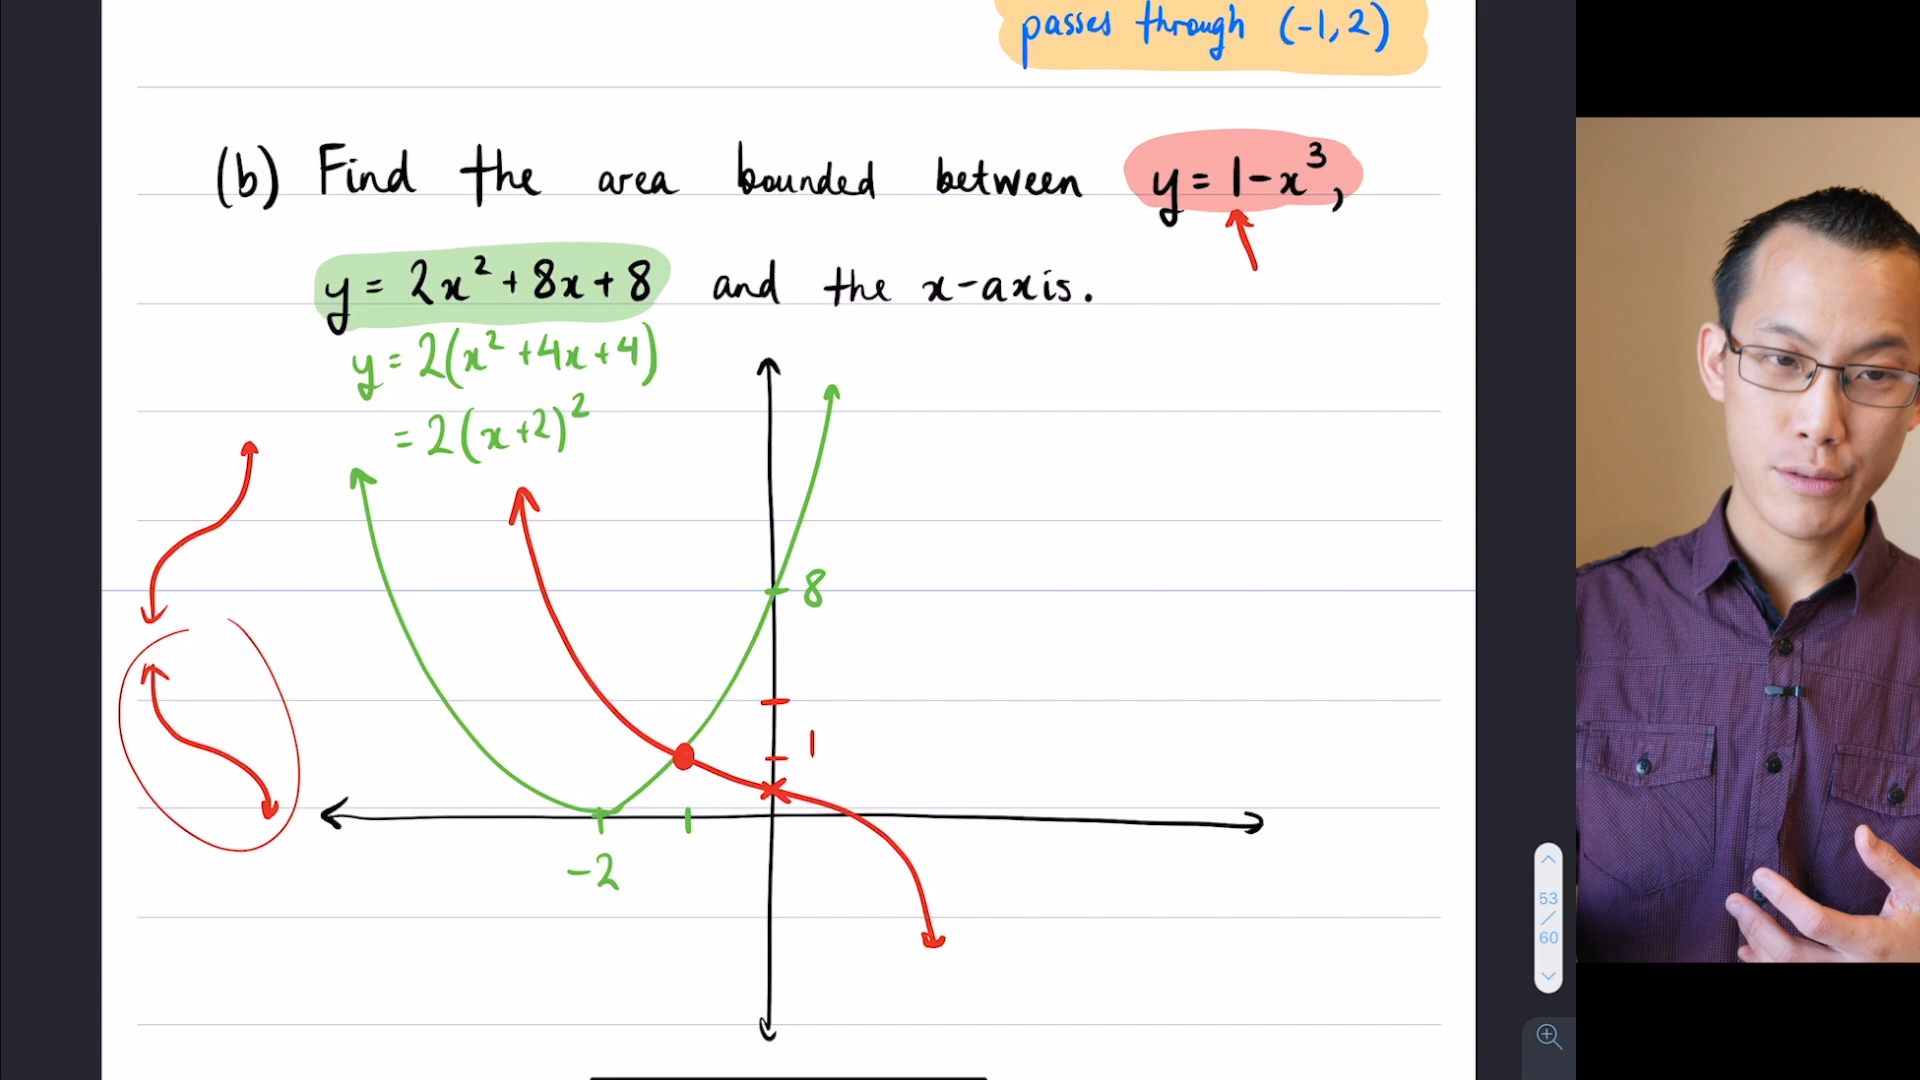 passes through (-1, 2)
(b) Find the area bounded between y = 1 - x³,
y = 2x² + 8x + 8 and the x-axis.
y = 2(x² + 4x + 4)
= 2(x + 2)²
8
1
-2
53
/
60